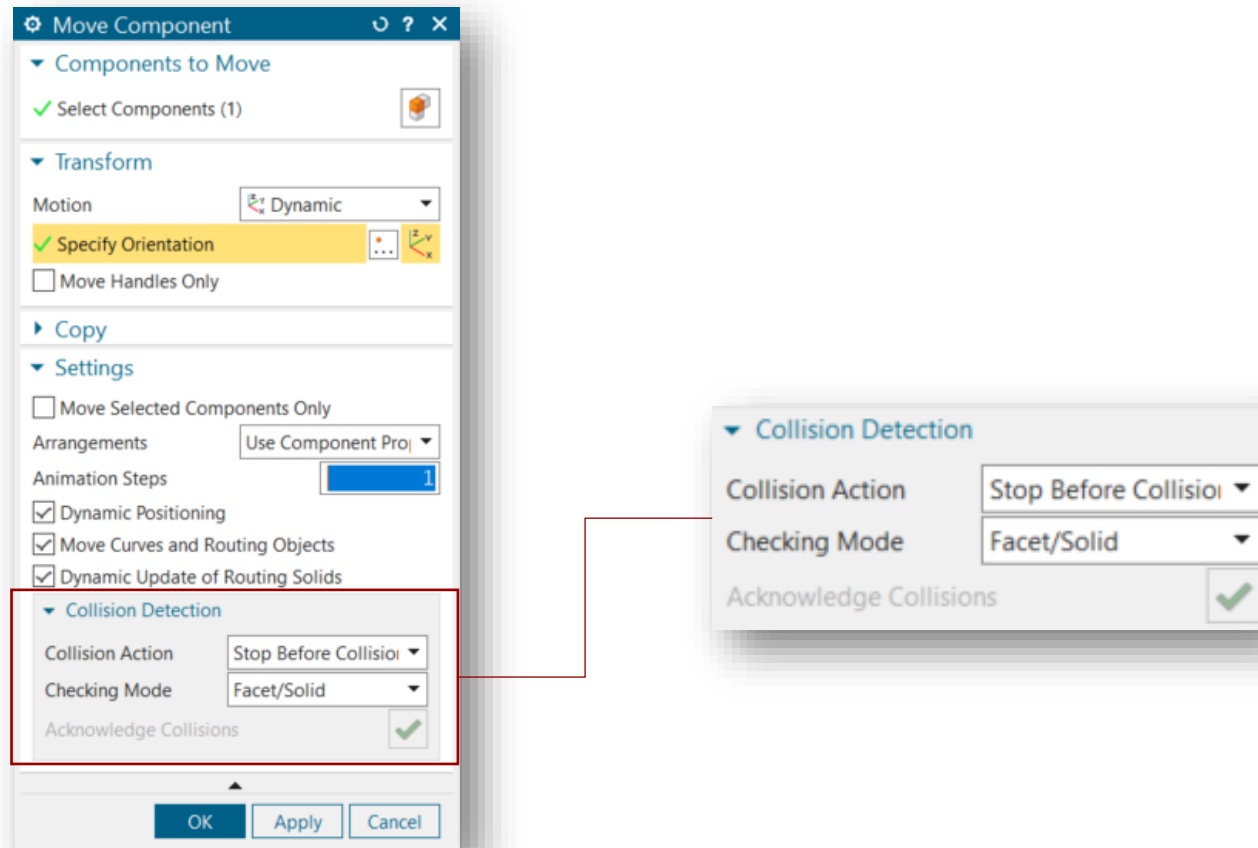 Move Component
Components to Move
Select Components (1)
Transform
Motion Dynamic
Specify Orientation
Move Handles Only
Copy
Settings
Move Selected Components Only
Arrangements Use Component Pro
Animation Steps 1
Dynamic Positioning
Move Curves and Routing Objects
Dynamic Update of Routing Solids
Collision Detection
Collision Action Stop Before Collisio
Checking Mode Facet/Solid
Acknowledge Collisions
OK Apply Cancel
Collision Detection
Collision Action Stop Before Collisio
Checking Mode Facet/Solid
Acknowledge Collisions